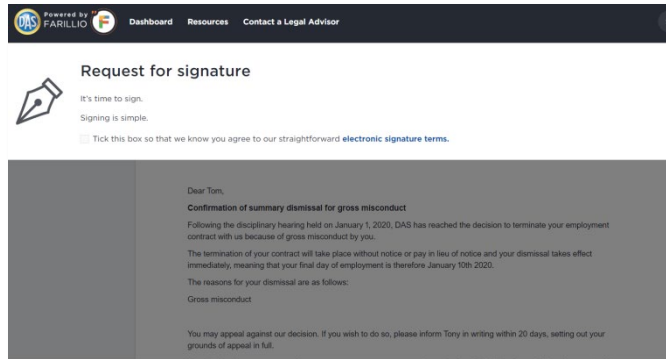 DAS Powered by FARILLIO F Dashboard Resources Contact a Legal Advisor
Request for signature
It's time to sign.
Signing is simple.
Tick this box so that we know you agree to our straightforward electronic signature terms.
Dear Tom,
Confirmation of summary dismissal for gross misconduct
Following the disciplinary hearing held on January 1, 2020, DAS has reached the decision to terminate your employment
contract with us because of gross misconduct by you.
The termination of your contract will take place without notice or pay in lieu of notice and your dismissal takes effect
immediately, meaning that your final day of employment is therefore January 10th 2020.
The reasons for your dismissal are as follows:
Gross misconduct
You may appeal against our decision. If you wish to do so, please inform Tony in writing within 20 days, setting out your
grounds of appeal in full.